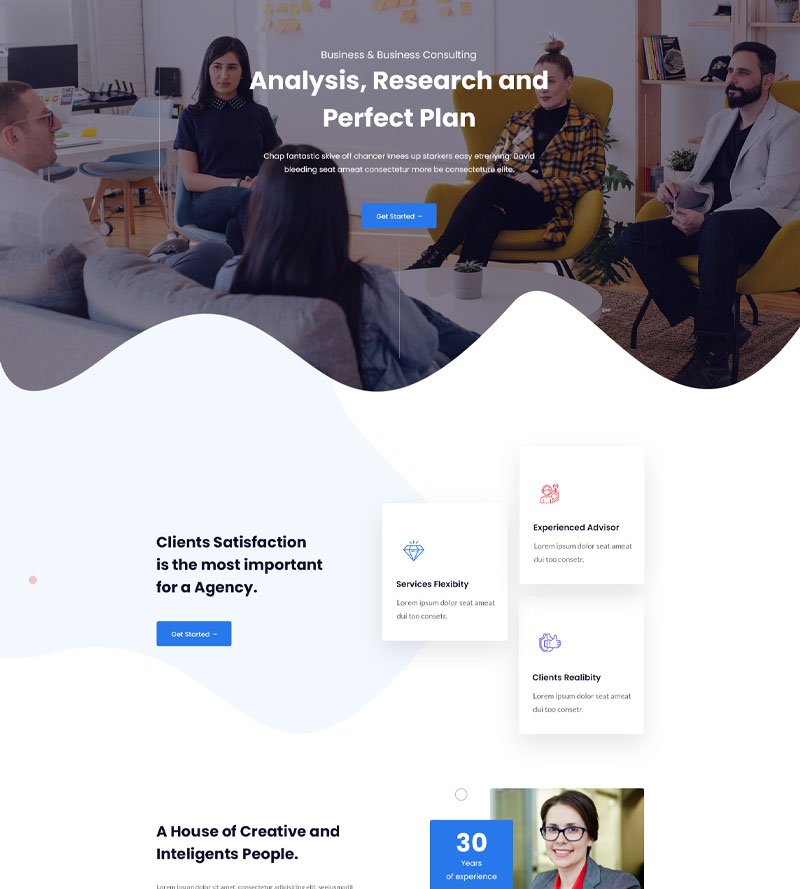 Business & Business Consulting
Analysis, Research and
Perfect Plan
Chap fantastic skive off chancer knees up starkers easy etrerlying. David
bleeding seat ameat consectetur more be consecteture elite.
Get Started →
Clients Satisfaction
is the most important
for a Agency.
Get Started →
Services Flexibity
Lorem ipsum dolor seat ameat
dui too consetr.
Experienced Advisor
Lorem ipsum dolor seat ameat
dui too consetr.
Clients Realibity
Lorem ipsum dolor seat ameat
dui too consetr.
A House of Creative and
Inteligents People.
Lorem ipsum dolor sit amet, consectetur adipisicing elit, seeiusmodl
30
Years
of experience